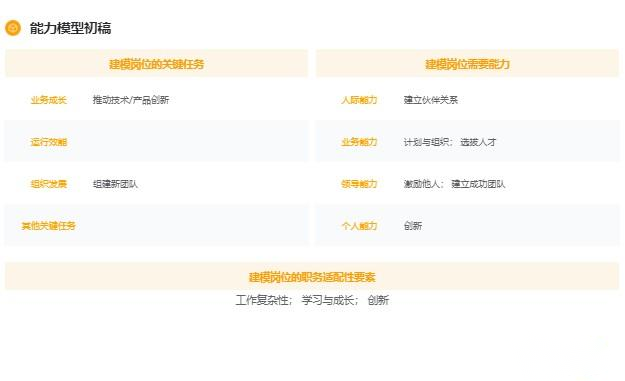 能力模型初稿
建模岗位的关键任务
建模岗位需要能力
业务成长 推动技术/产品创新
人际能力 建立伙伴关系
运行效能
业务能力 计划与组织； 选拔人才
组织发展 组建新团队
领导能力 激励他人； 建立成功团队
其他关键任务
个人能力 创新
建模岗位的职务适配性要素
工作复杂性； 学习与成长； 创新